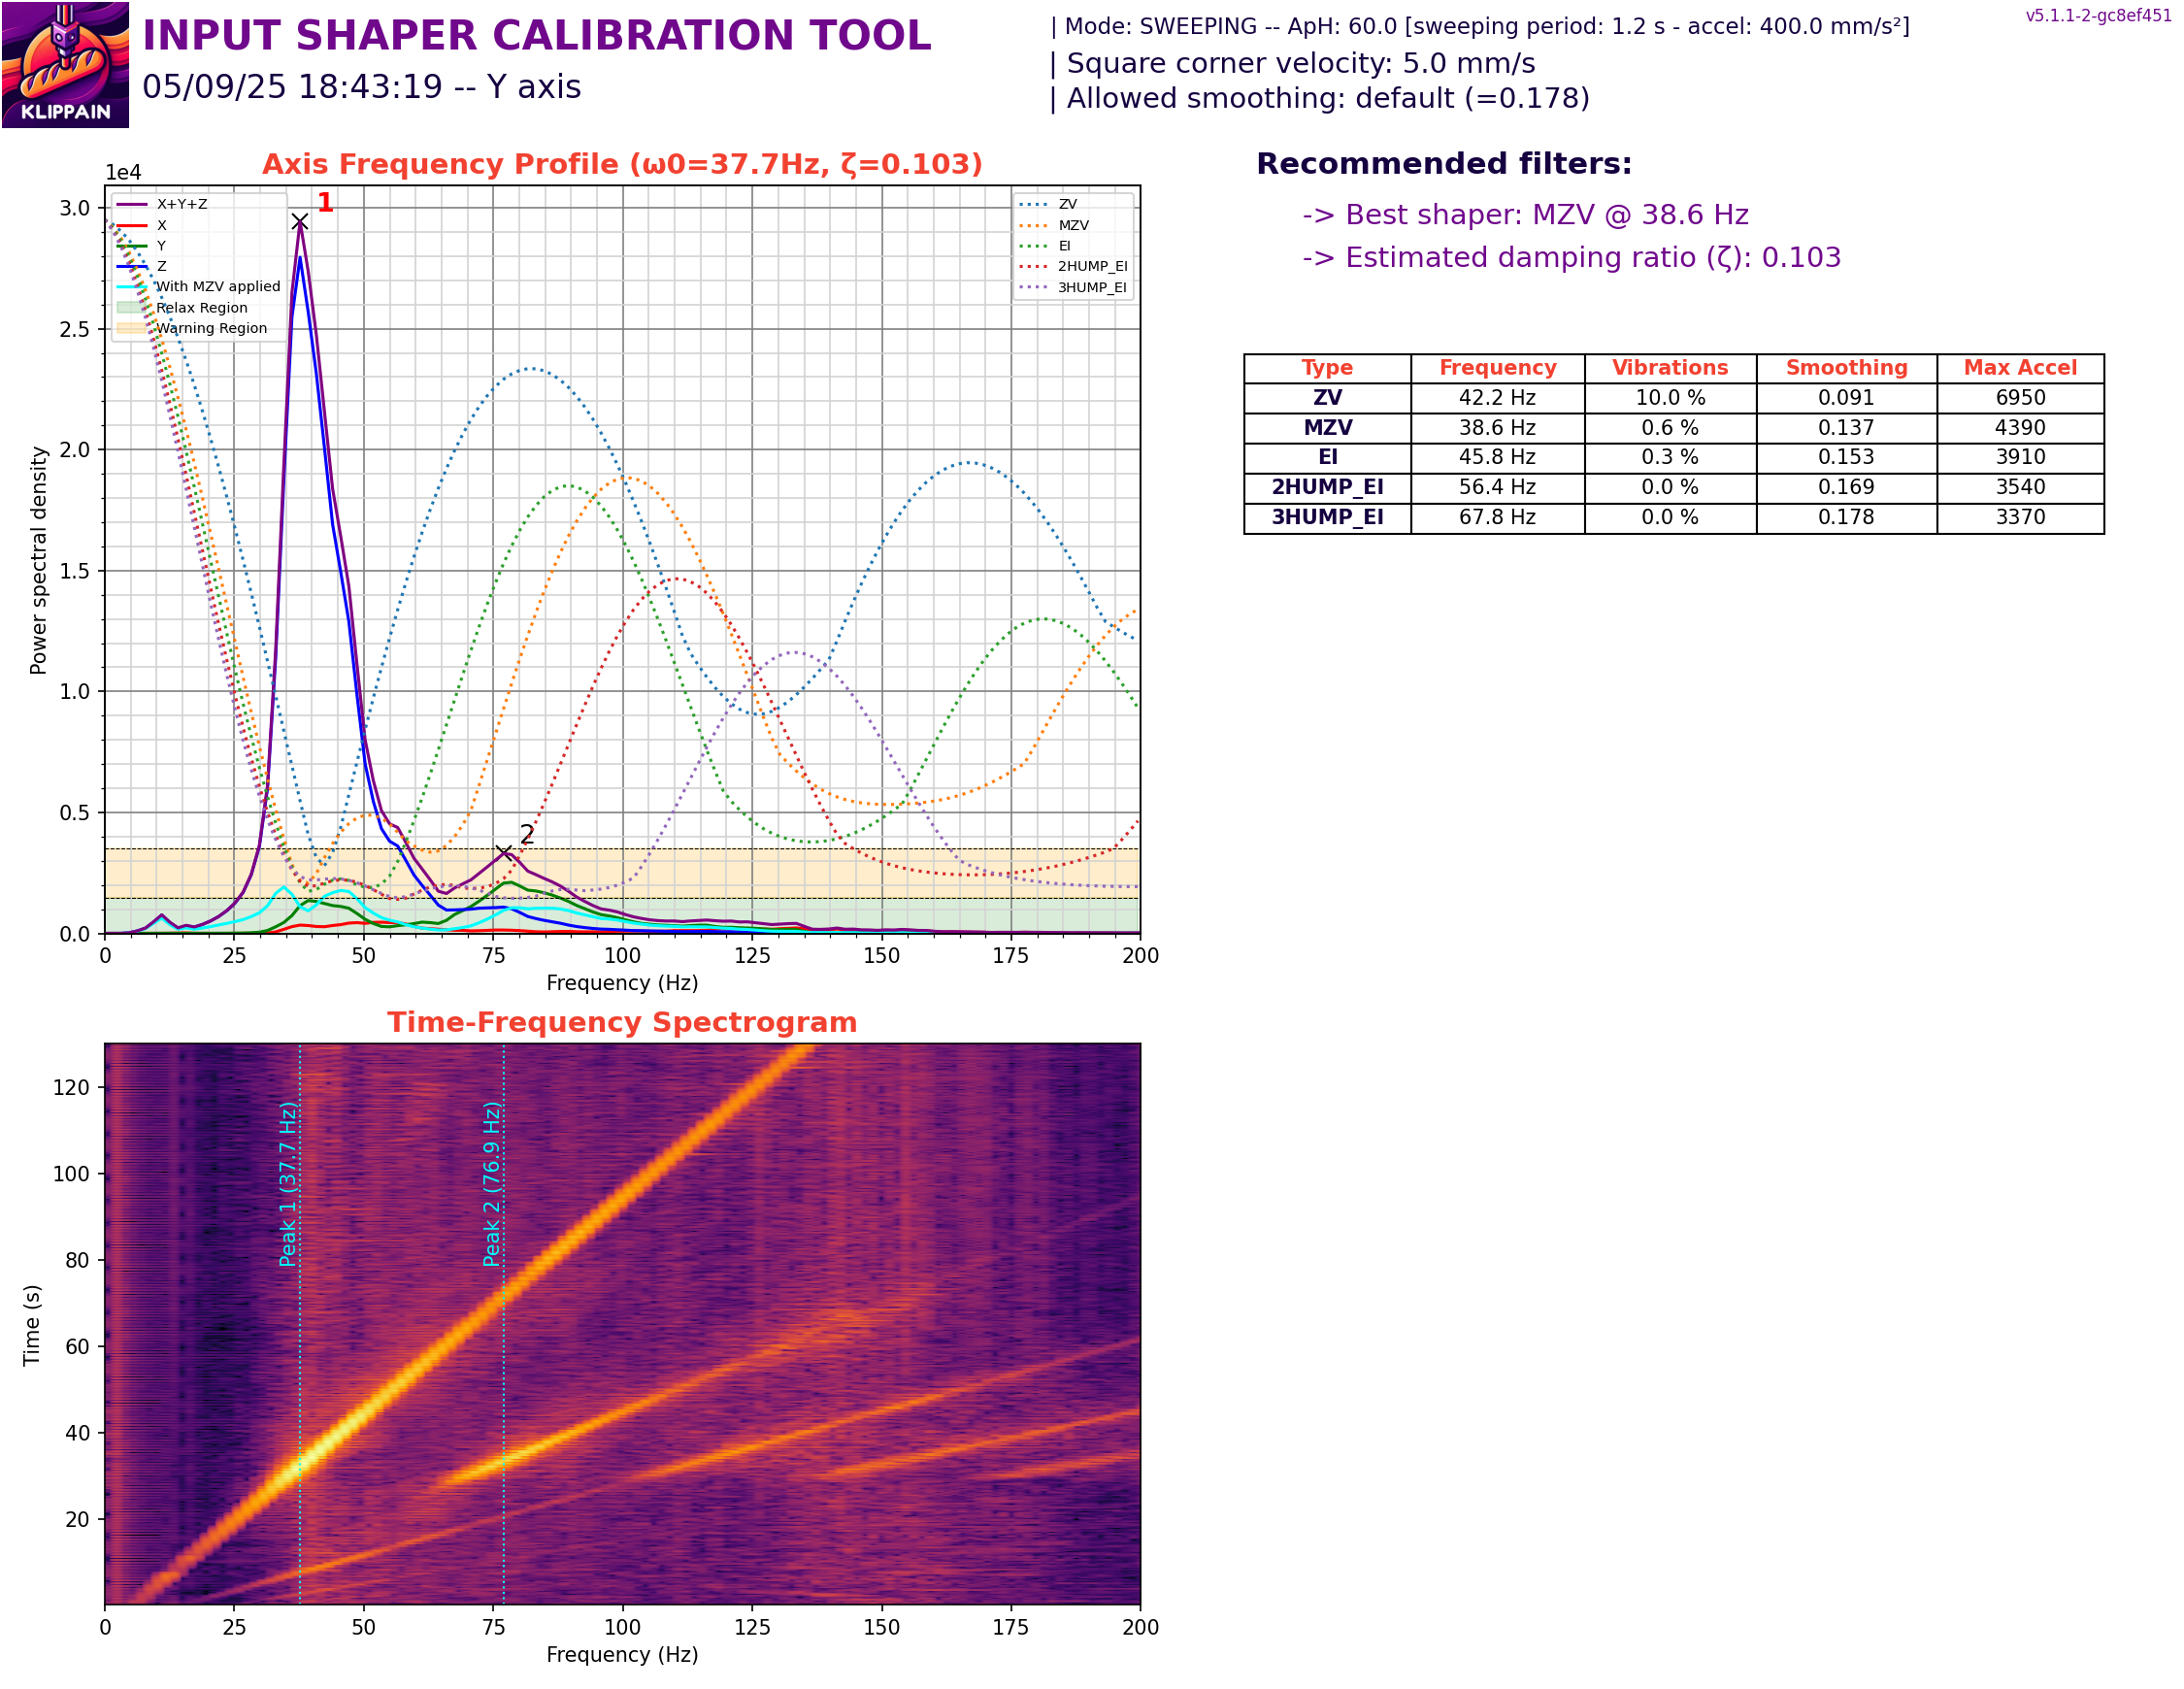 KLIPPAIN
INPUT SHAPER CALIBRATION TOOL
05/09/25 18:43:19 -- Y axis
| Mode: SWEEPING -- ApH: 60.0 [sweeping period: 1.2 s - accel: 400.0 mm/s²]
| Square corner velocity: 5.0 mm/s
| Allowed smoothing: default (=0.178)
v5.1.1-2-gc8ef451
Axis Frequency Profile (ω0=37.7Hz, ζ=0.103)
1e4
X+Y+Z
X
Y
Z
With MZV applied
Relax Region
Warning Region
ZV
MZV
EI
2HUMP_EI
3HUMP_EI
1
2
3.0
2.5
2.0
1.5
1.0
0.5
0.0
Power spectral density
0 25 50 75 100 125 150 175 200
Frequency (Hz)
Recommended filters:
-> Best shaper: MZV @ 38.6 Hz
-> Estimated damping ratio (ζ): 0.103
Type Frequency Vibrations Smoothing Max Accel
ZV 42.2 Hz 10.0 % 0.091 6950
MZV 38.6 Hz 0.6 % 0.137 4390
EI 45.8 Hz 0.3 % 0.153 3910
2HUMP_EI 56.4 Hz 0.0 % 0.169 3540
3HUMP_EI 67.8 Hz 0.0 % 0.178 3370
Time-Frequency Spectrogram
120
100
80
60
40
20
Time (s)
Peak 1 (37.7 Hz)
Peak 2 (76.9 Hz)
0 25 50 75 100 125 150 175 200
Frequency (Hz)